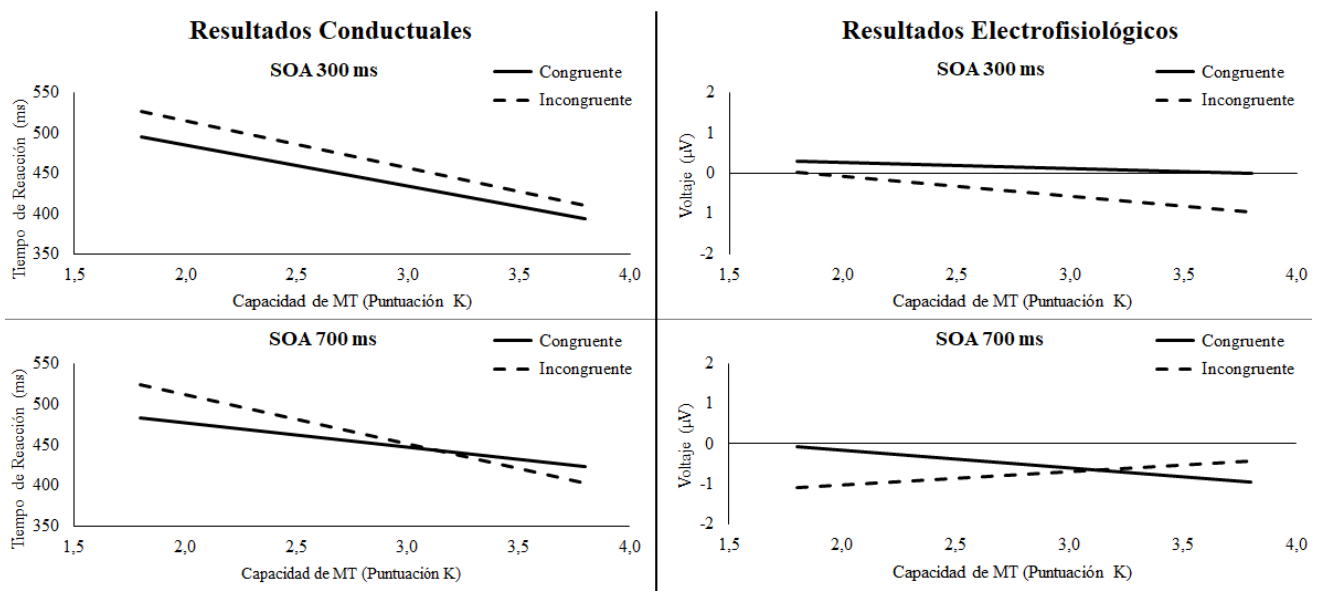 Resultados Conductuales
SOA 300 ms
Congruente
Incongruente
Tiempo de Reacción (ms)
550
500
450
400
350
1,5
2,0
2,5
3,0
3,5
4,0
Capacidad de MT (Puntuación K)
Resultados Electrofisiológicos
SOA 300 ms
Congruente
Incongruente
Voltaje (µV)
2
1
0
1
-2
1,5
2,0
2,5
3,0
3,5
4,0
Capacidad de MT (Puntuación K)
SOA 700 ms
Congruente
Incongruente
Tiempo de Reacción (ms)
550
500
450
400
350
1,5
2,0
2,5
3,0
3,5
4,0
Capacidad de MT (Puntuación K)
SOA 700 ms
Congruente
Incongruente
Voltaje (µV)
2
1
0
-1
-2
1,5
2,0
2,5
3,0
3,5
4,0
Capacidad de MT (Puntuación K)